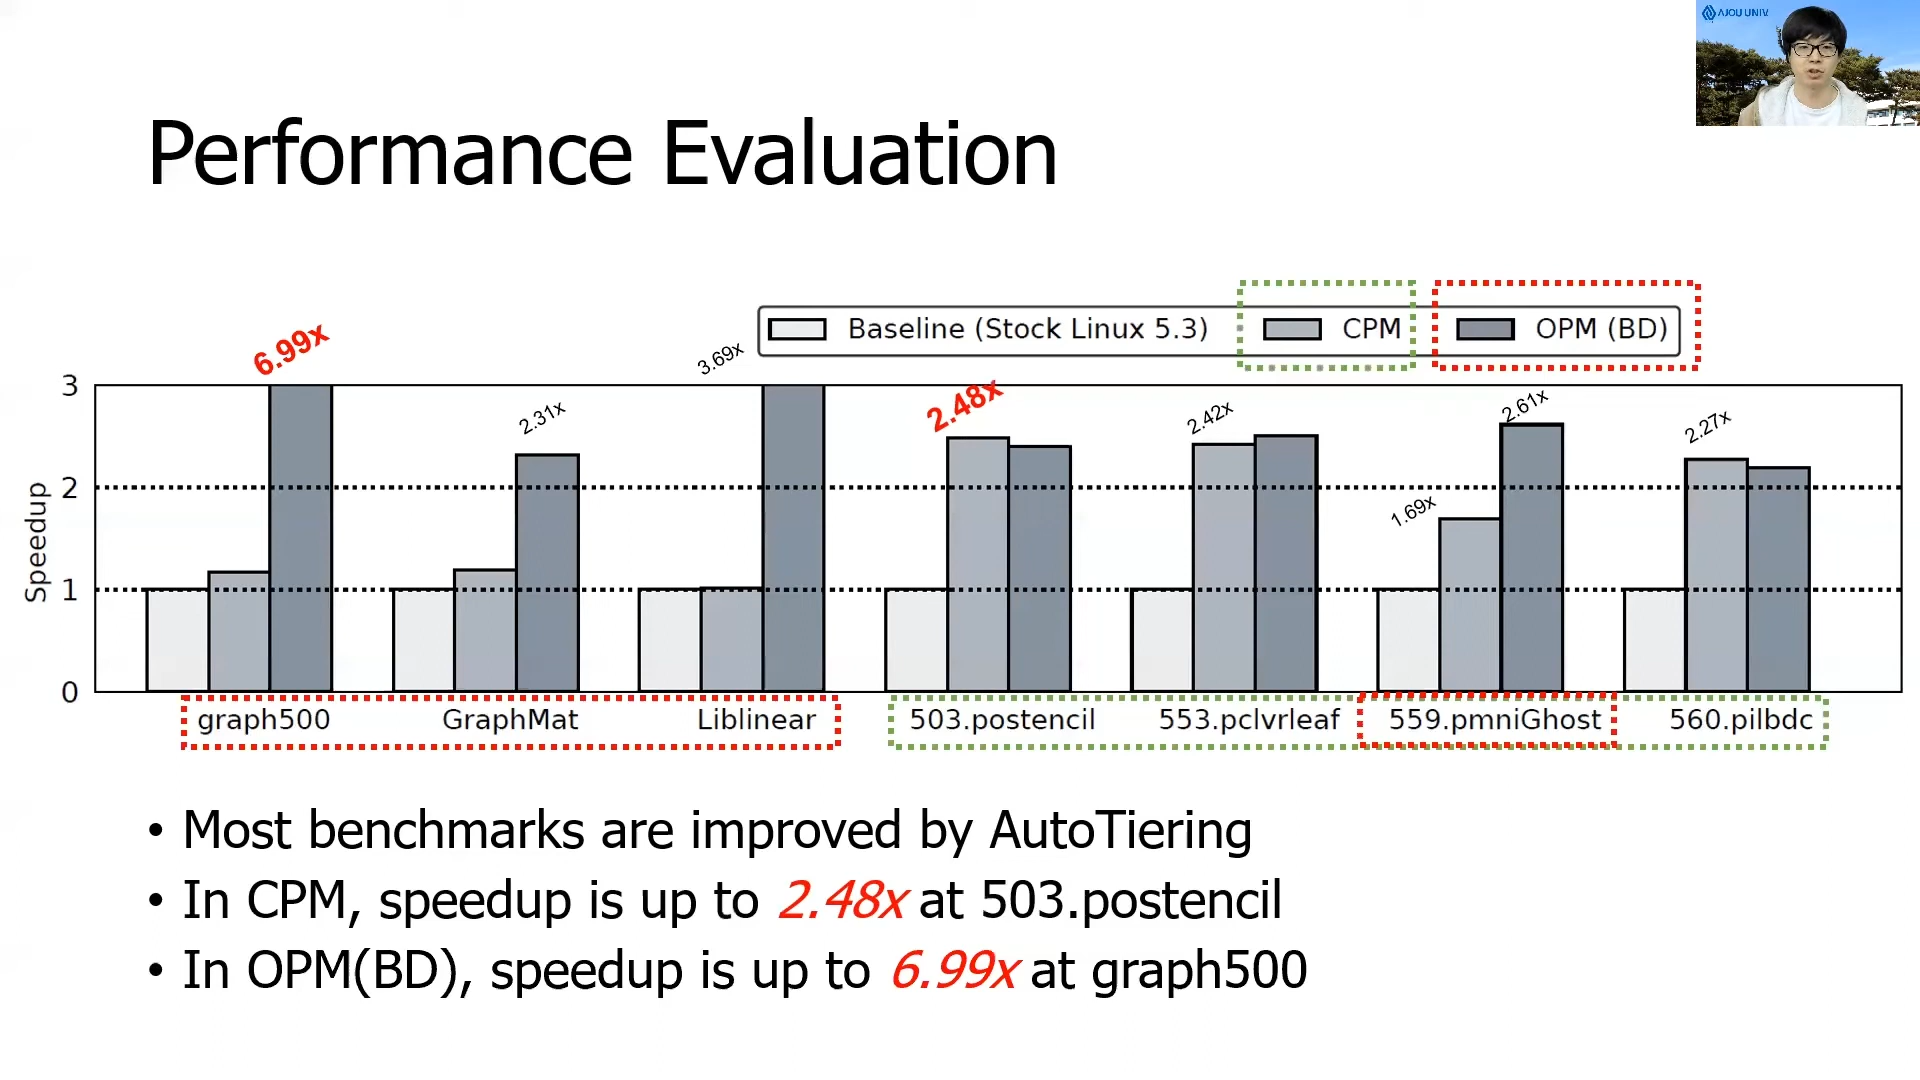 AJOU UNIV.
Performance Evaluation
Baseline (Stock Linux 5.3) CPM OPM (BD)
6.99x 3.69x
3
2.31x 2.48x 2.42x 2.61x 2.27x
2
1.69x
Speedup
1
0
graph500 GraphMat Liblinear 503.postencil 553.pclvrleaf 559.pmniGhost 560.pilbdc
• Most benchmarks are improved by AutoTiering
• In CPM, speedup is up to 2.48x at 503.postencil
• In OPM(BD), speedup is up to 6.99x at graph500